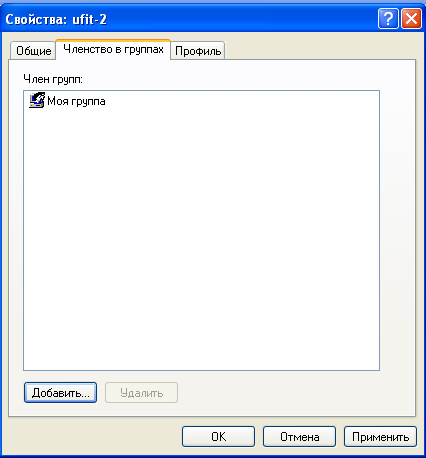 Свойства: ufit-2
Общие Членство в группах Профиль
Член групп:
Моя группа
Добавить... Удалить
OK Отмена Применить